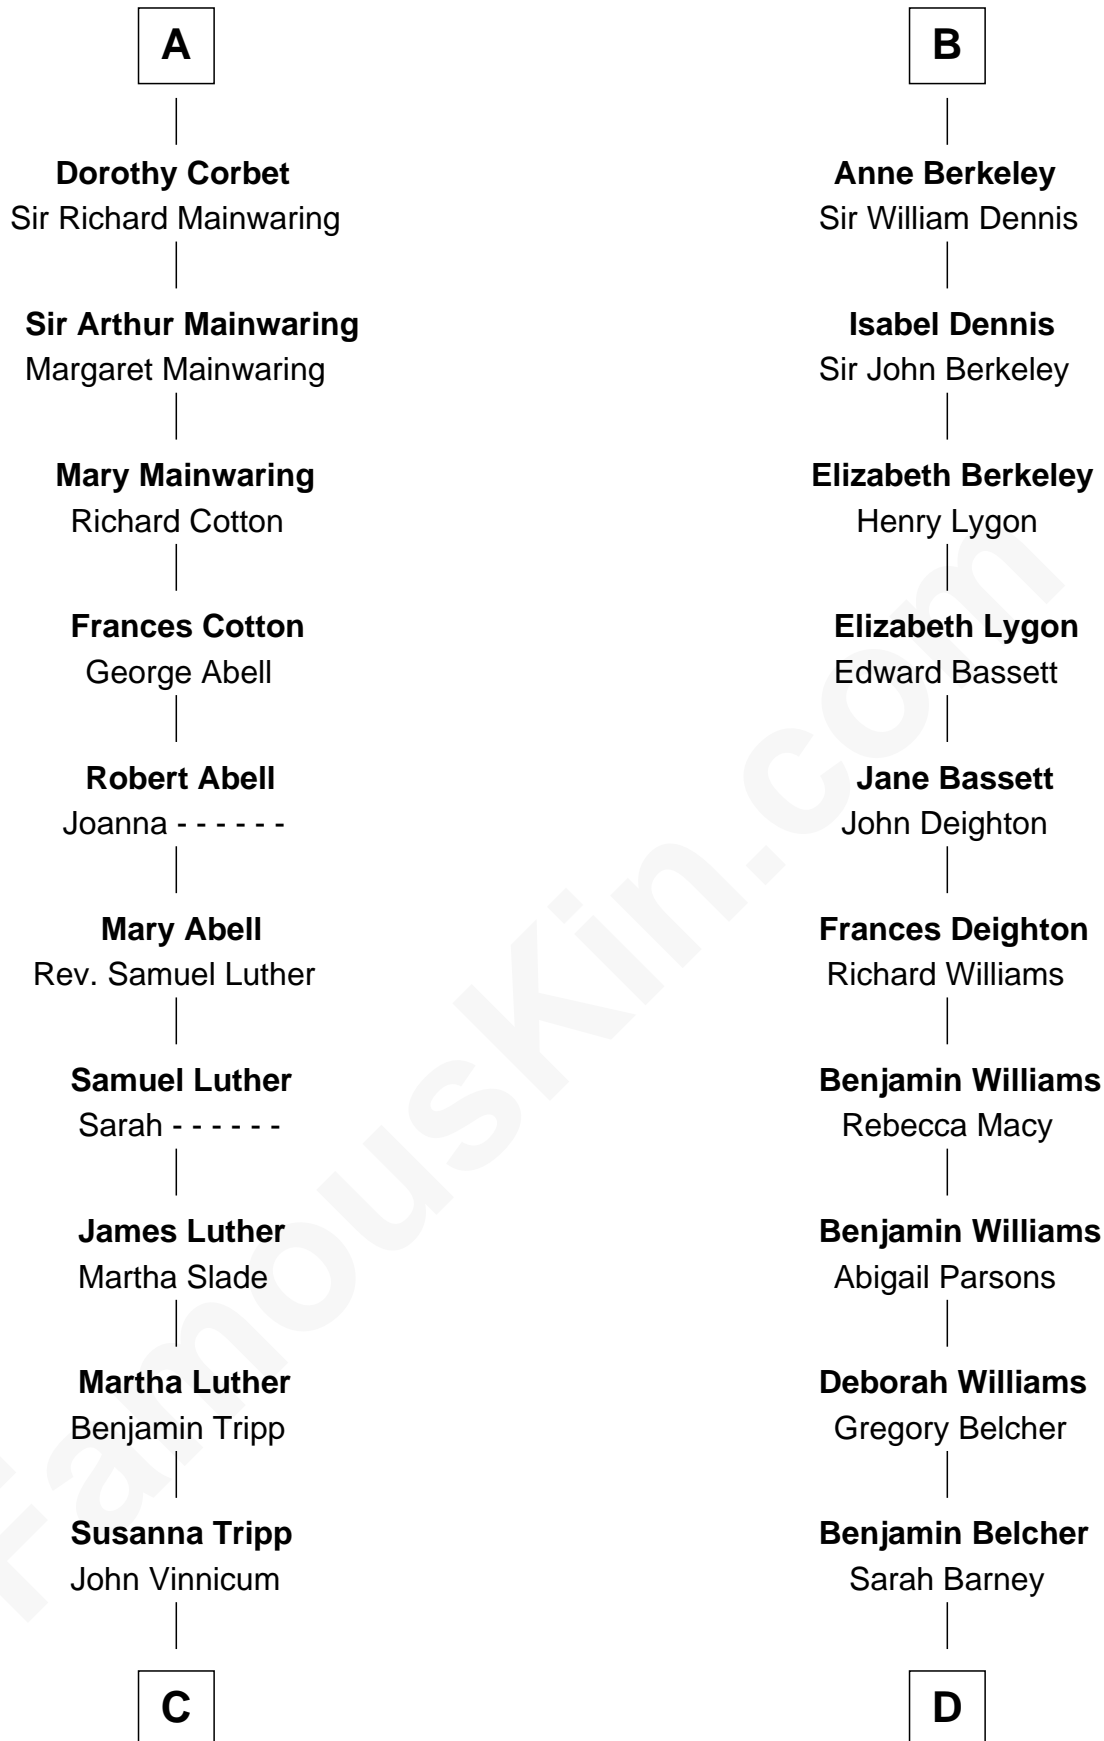 A
Dorothy Corbet
Sir Richard Mainwaring
Sir Arthur Mainwaring
Margaret Mainwaring
Mary Mainwaring
Richard Cotton
Frances Cotton
George Abell
Robert Abell
Joanna - - - - - -
Mary Abell
Rev. Samuel Luther
Samuel Luther
Sarah - - - - - -
James Luther
Martha Slade
Martha Luther
Benjamin Tripp
Susanna Tripp
John Vinnicum
C
B
Anne Berkeley
Sir William Dennis
Isabel Dennis
Sir John Berkeley
Elizabeth Berkeley
Henry Lygon
Elizabeth Lygon
Edward Bassett
Jane Bassett
John Deighton
Frances Deighton
Richard Williams
Benjamin Williams
Rebecca Macy
Benjamin Williams
Abigail Parsons
Deborah Williams
Gregory Belcher
Benjamin Belcher
Sarah Barney
D
FamousKin.com